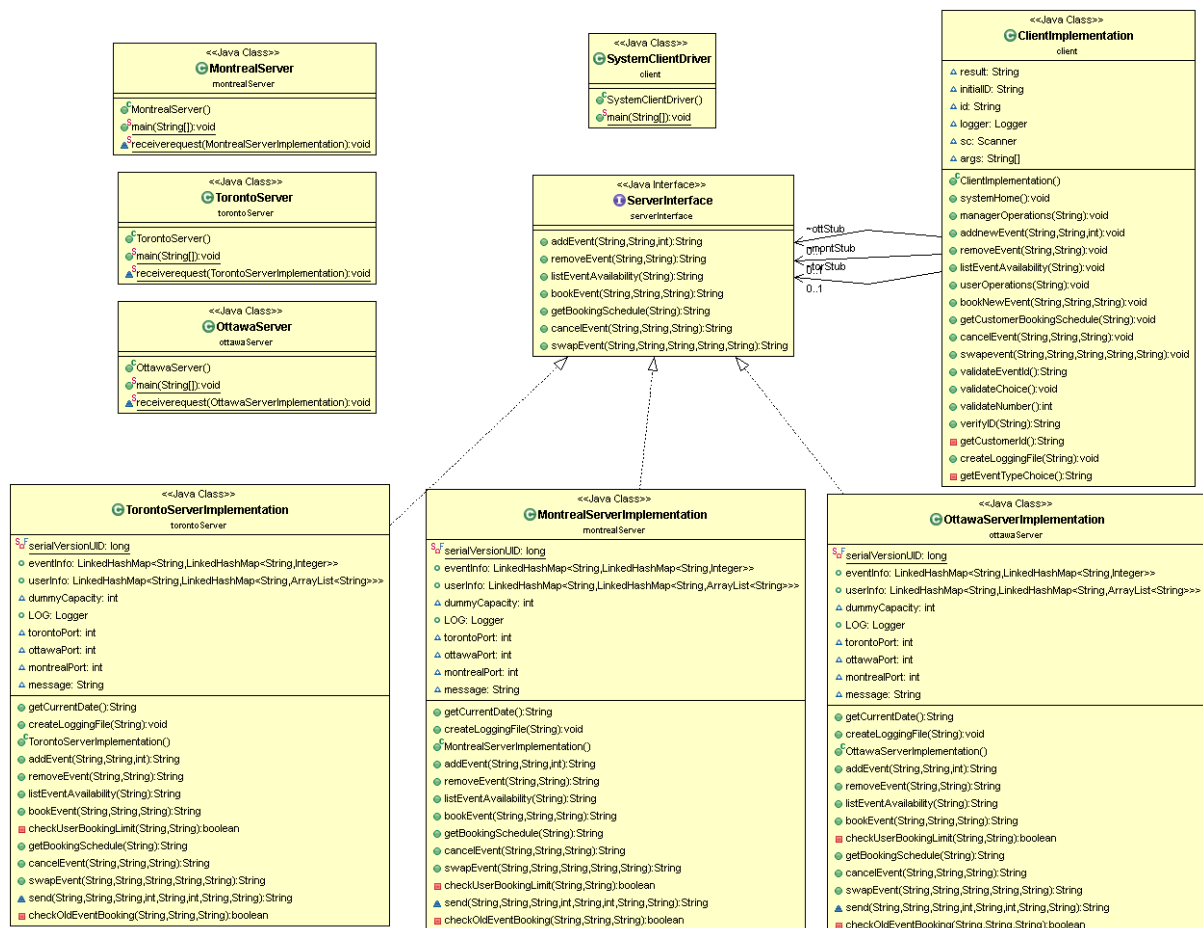 <<Java Class>>
MontrealServer
montrealServer
MontrealServer()
main(String[]):void
receiverequest(MontrealServerImplementation):void
<<Java Class>>
TorontoServer
torontoServer
TorontoServer()
main(String[]):void
receiverequest(TorontoServerImplementation):void
<<Java Class>>
OttawaServer
ottawaServer
OttawaServer()
main(String[]):void
receiverequest(OttawaServerImplementation):void
<<Java Class>>
SystemClientDriver
client
SystemClientDriver()
main(String[]):void
<<Java Interface>>
ServerInterface
serverInterface
addEvent(String,String,int):String
removeEvent(String,String):String
listEventAvailability(String):String
bookEvent(String,String,String):String
getBookingSchedule(String):String
cancelEvent(String,String,String):String
swapEvent(String,String,String,String,String):String
~ottStub
0..1
~montStub
0..1
~torStub
0..1
<<Java Class>>
ClientImplementation
client
result: String
initialID: String
id: String
logger: Logger
sc: Scanner
args: String[]
ClientImplementation()
systemHome():void
managerOperations(String):void
addnewEvent(String,String,int):void
removeEvent(String,String):void
listEventAvailability(String):void
userOperations(String):void
bookNewEvent(String,String,String):void
getCustomerBookingSchedule(String):void
cancelEvent(String,String,String):void
swapevent(String,String,String,String,String):void
validateEventId():String
validateChoice():void
validateNumber():int
verifyID(String):String
getCustomerId():String
createLoggingFile(String):void
getEventTypeChoice():String
<<Java Class>>
TorontoServerImplementation
torontoServer
serialVersionUID: long
eventInfo: LinkedHashMap<String,LinkedHashMap<String,Integer>>
userInfo: LinkedHashMap<String,LinkedHashMap<String,ArrayList<String>>>
dummyCapacity: int
LOG: Logger
torontoPort: int
ottawaPort: int
montrealPort: int
message: String
getCurrentDate():String
createLoggingFile(String):void
TorontoServerImplementation()
addEvent(String,String,int):String
removeEvent(String,String):String
listEventAvailability(String):String
bookEvent(String,String,String):String
checkUserBookingLimit(String,String):boolean
getBookingSchedule(String):String
cancelEvent(String,String,String):String
swapEvent(String,String,String,String,String):String
send(String,String,String,int,String,int,String,String):String
checkOldEventBooking(String,String,String):boolean
<<Java Class>>
MontrealServerImplementation
montrealServer
serialVersionUID: long
eventInfo: LinkedHashMap<String,LinkedHashMap<String,Integer>>
userInfo: LinkedHashMap<String,LinkedHashMap<String,ArrayList<String>>>
dummyCapacity: int
LOG: Logger
torontoPort: int
ottawaPort: int
montrealPort: int
message: String
getCurrentDate():String
createLoggingFile(String):void
MontrealServerImplementation()
addEvent(String,String,int):String
removeEvent(String,String):String
listEventAvailability(String):String
bookEvent(String,String,String):String
getBookingSchedule(String):String
cancelEvent(String,String,String):String
swapEvent(String,String,String,String,String):String
checkUserBookingLimit(String,String):boolean
send(String,String,String,int,String,int,String,String):String
checkOldEventBooking(String,String,String):boolean
<<Java Class>>
OttawaServerImplementation
ottawaServer
serialVersionUID: long
eventInfo: LinkedHashMap<String,LinkedHashMap<String,Integer>>
userInfo: LinkedHashMap<String,LinkedHashMap<String,ArrayList<String>>>
dummyCapacity: int
LOG: Logger
torontoPort: int
ottawaPort: int
montrealPort: int
message: String
getCurrentDate():String
createLoggingFile(String):void
OttawaServerImplementation()
addEvent(String,String,int):String
removeEvent(String,String):String
listEventAvailability(String):String
bookEvent(String,String,String):String
checkUserBookingLimit(String,String):boolean
getBookingSchedule(String):String
cancelEvent(String,String,String):String
swapEvent(String,String,String,String,String):String
send(String,String,String,int,String,int,String,String):String
checkOldEventBooking(String,String,String):boolean